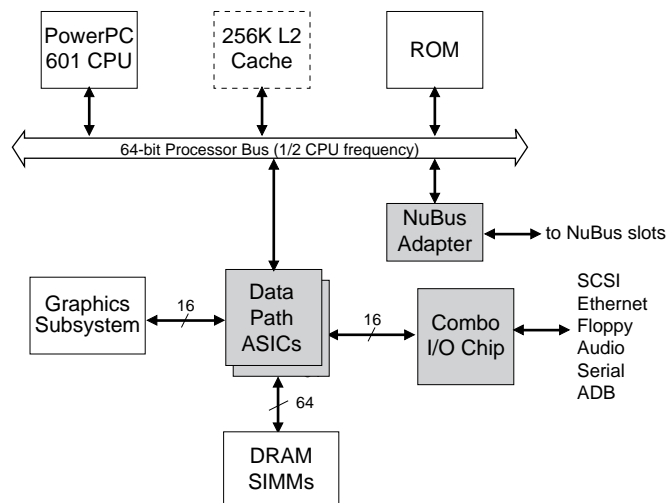 PowerPC
601 CPU
256K L2
Cache
ROM
64-bit Processor Bus (1/2 CPU frequency)
NuBus
Adapter
to NuBus slots
Graphics
Subsystem
16
Data
Path
ASICs
16
Combo
I/O Chip
SCSI
Ethernet
Floppy
Audio
Serial
ADB
64
DRAM
SIMMs